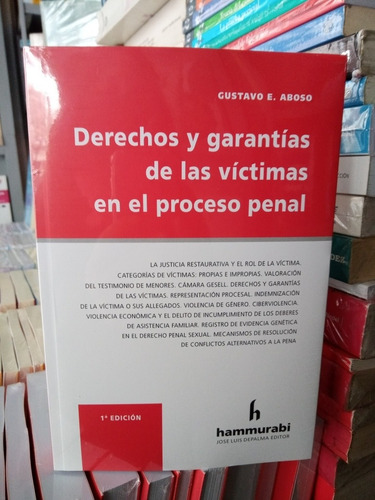 GUSTAVO E. ABOSO
Derechos y garantías
de las víctimas
en el proceso penal
LA JUSTICIA RESTAURATIVA Y EL ROL DE LA VÍCTIMA.
CATEGORÍAS DE VÍCTIMAS: PROPIAS E IMPROPIAS. VALORACIÓN
DEL TESTIMONIO DE MENORES. CÁMARA GESELL. DERECHOS Y GARANTÍAS
DE LAS VÍCTIMAS. REPRESENTACIÓN PROCESAL. INDEMNIZACIÓN
DE LA VÍCTIMA O SUS ALLEGADOS. VIOLENCIA DE GÉNERO. CIBERVIOLENCIA.
VIOLENCIA ECONÓMICA Y EL DELITO DE INCUMPLIMIENTO DE LOS DEBERES
DE ASISTENCIA FAMILIAR. REGISTRO DE EVIDENCIA GENÉTICA
EN EL DERECHO PENAL SEXUAL. MECANISMOS DE RESOLUCIÓN
DE CONFLICTOS ALTERNATIVOS A LA PENA
1ª EDICIÓN
h
hammurabi
JOSE LUIS DEPALMA EDITOR